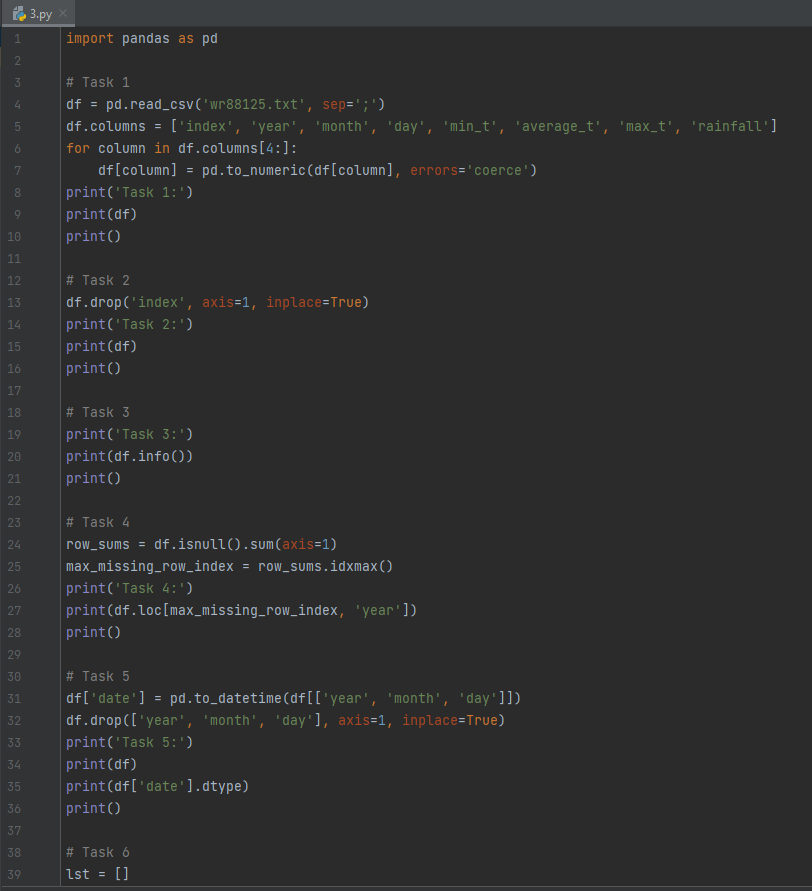 3.py
1 import pandas as pd
2
3 # Task 1
4 df = pd.read_csv('wr88125.txt', sep=';')
5 df.columns = ['index', 'year', 'month', 'day', 'min_t', 'average_t', 'max_t', 'rainfall']
6 for column in df.columns[4:]:
7     df[column] = pd.to_numeric(df[column], errors='coerce')
8 print('Task 1:')
9 print(df)
10 print()
11
12 # Task 2
13 df.drop('index', axis=1, inplace=True)
14 print('Task 2:')
15 print(df)
16 print()
17
18 # Task 3
19 print('Task 3:')
20 print(df.info())
21 print()
22
23 # Task 4
24 row_sums = df.isnull().sum(axis=1)
25 max_missing_row_index = row_sums.idxmax()
26 print('Task 4:')
27 print(df.loc[max_missing_row_index, 'year'])
28 print()
29
30 # Task 5
31 df['date'] = pd.to_datetime(df[['year', 'month', 'day']])
32 df.drop(['year', 'month', 'day'], axis=1, inplace=True)
33 print('Task 5:')
34 print(df)
35 print(df['date'].dtype)
36 print()
37
38 # Task 6
39 lst = []